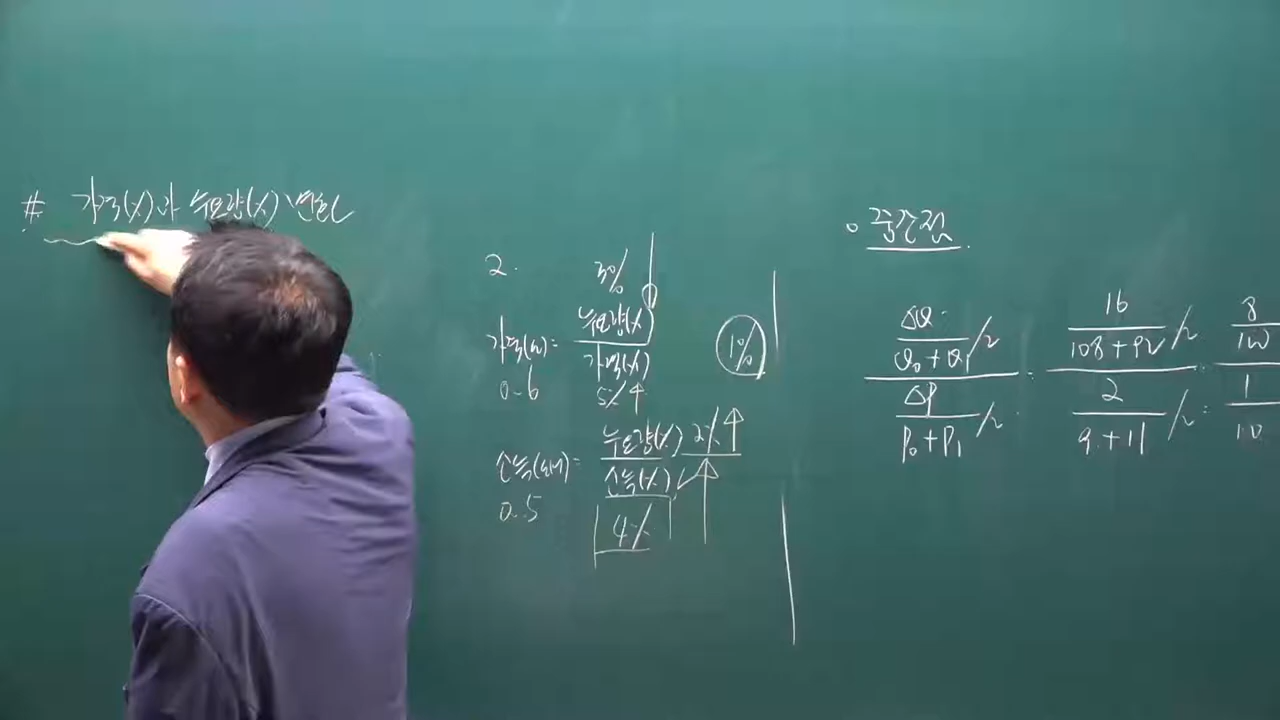 # 가격(%)과 수요량(%) 변화
2.
3%
가격(탄)= 수요량(%) / 가격(%)
0.6
5%↑
1%
소득(탄)= 수요량(%) 2%↑ / 소득(%)
0.5
4%
◦ 중간점
ΔQ / Q₀+Q₁/2
ΔP / P₀+P₁/2
16 / 108+92/2
2 / 9+11/2
8 / 100
1 / 10